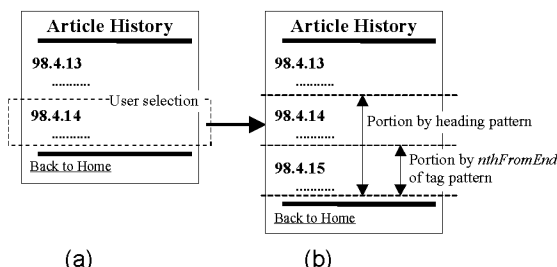 Article History
98.4.13
...........
User selection
98.4.14
...........
Back to Home
(a)
Article History
98.4.13
...........
98.4.14
...........
Portion by heading pattern
98.4.15
...........
Portion by nthFromEnd
of tag pattern
Back to Home
(b)